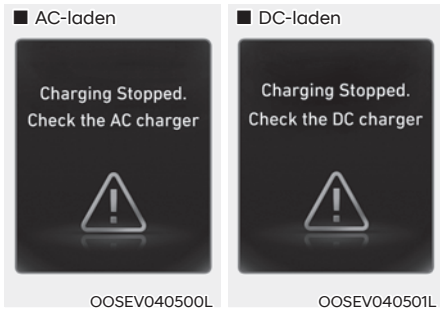 ■ AC-laden
Charging Stopped.
Check the AC charger
OOSEV040500L
■ DC-laden
Charging Stopped.
Check the DC charger
OOSEV040501L